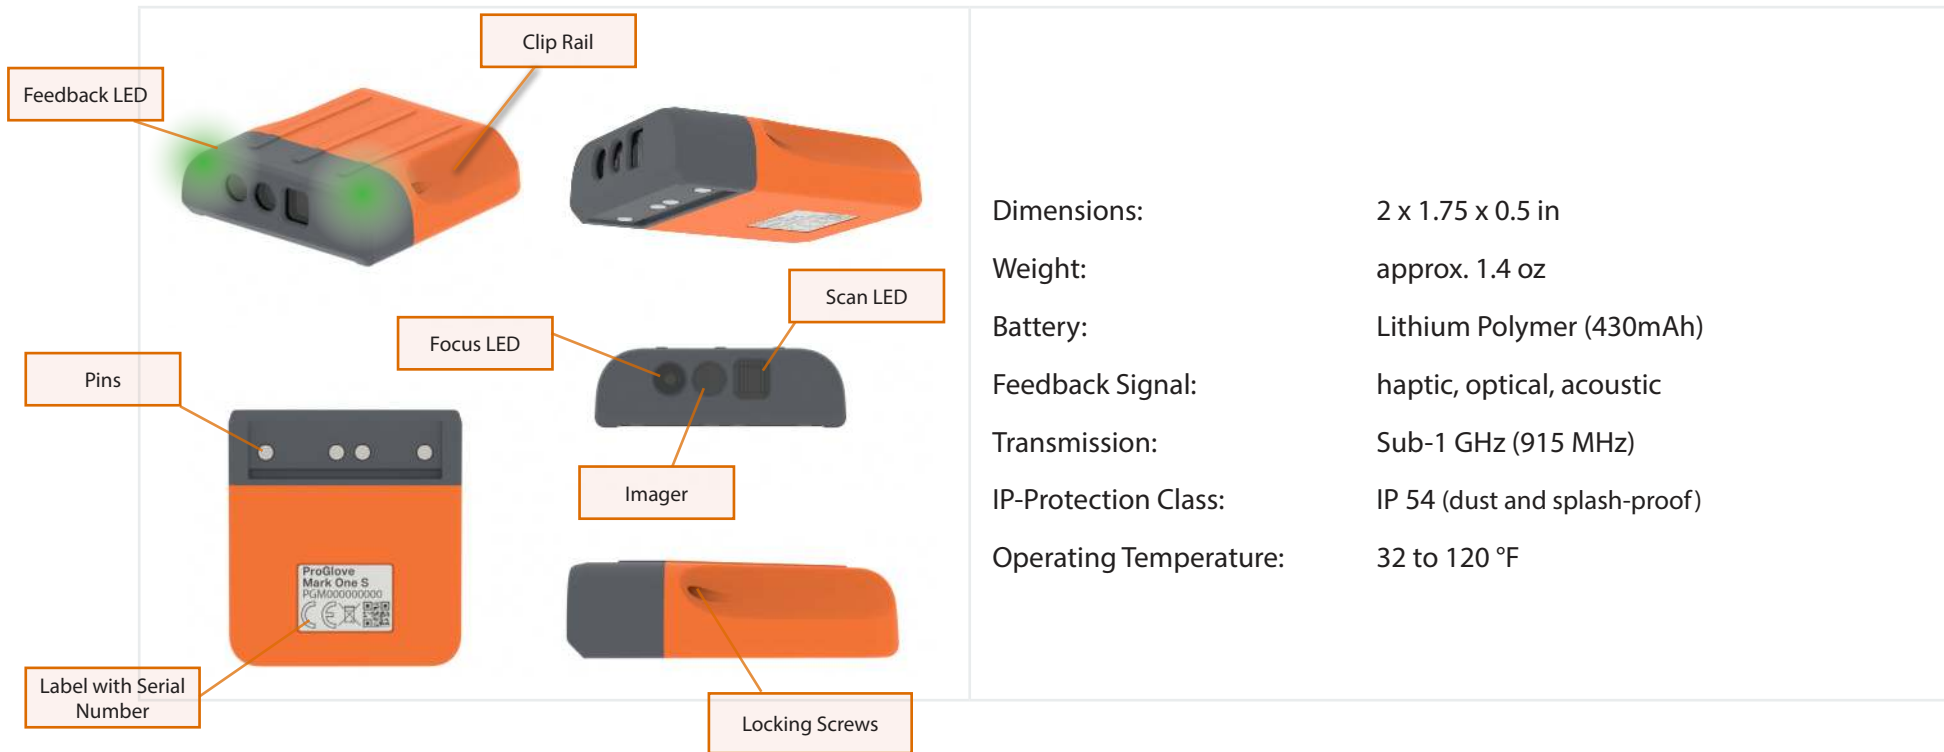 Clip Rail
Feedback LED
Scan LED
Focus LED
Pins
Imager
ProGlove
Mark One S
PGM000000000
CE
Label with Serial
Number
Locking Screws
Dimensions: 2 x 1.75 x 0.5 in
Weight: approx. 1.4 oz
Battery: Lithium Polymer (430mAh)
Feedback Signal: haptic, optical, acoustic
Transmission: Sub-1 GHz (915 MHz)
IP-Protection Class: IP 54 (dust and splash-proof)
Operating Temperature: 32 to 120 °F